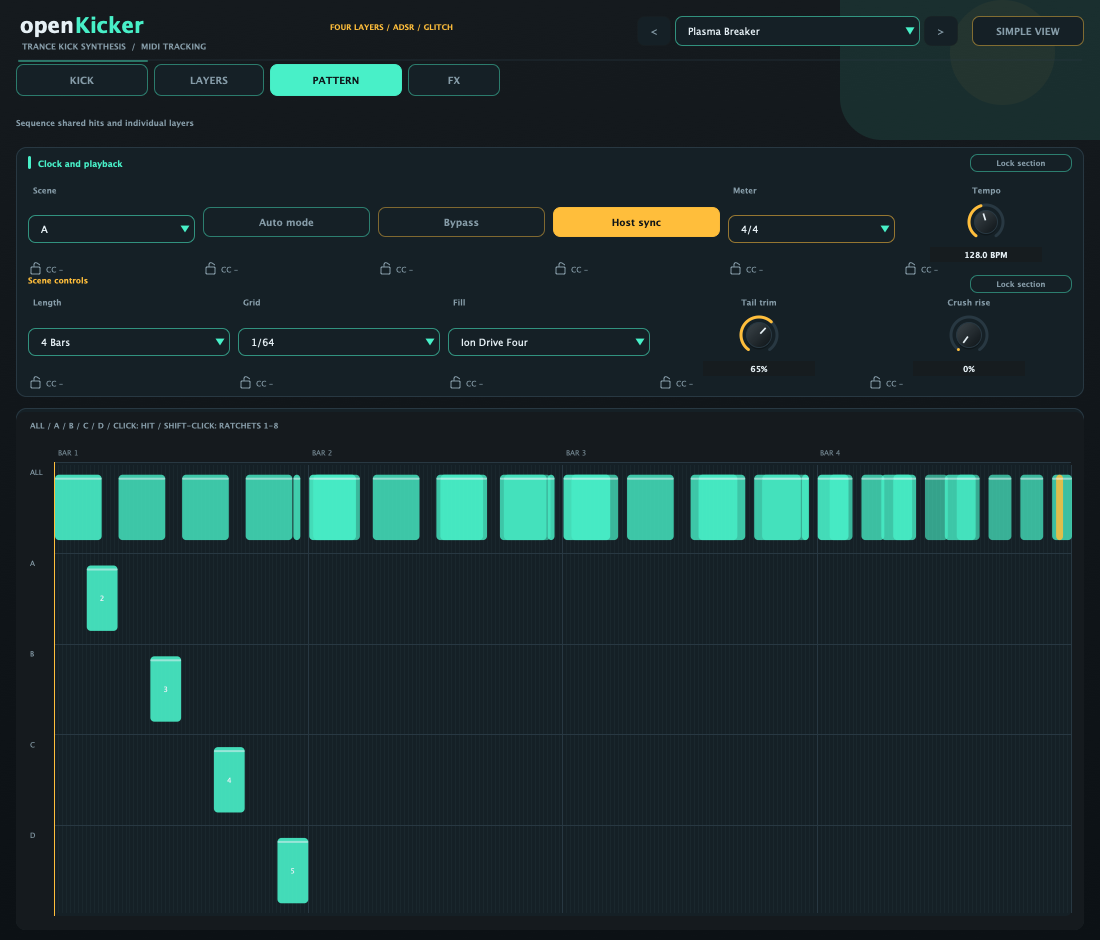 openKicker
FOUR LAYERS / ADSR / GLITCH
< Plasma Breaker > SIMPLE VIEW
TRANCE KICK SYNTHESIS / MIDI TRACKING
KICK LAYERS PATTERN FX
Sequence shared hits and individual layers
Clock and playback Lock section
Scene Meter Tempo
A Auto mode Bypass Host sync 4/4
128.0 BPM
CC – CC – CC – CC – CC – CC –
Scene controls Lock section
Length Grid Fill Tail trim Crush rise
4 Bars 1/64 Ion Drive Four
65% 0%
CC – CC – CC – CC – CC –
ALL / A / B / C / D / CLICK: HIT / SHIFT-CLICK: RATCHETS 1-8
BAR 1 BAR 2 BAR 3 BAR 4
ALL
A
2
B
3
C
4
D
5